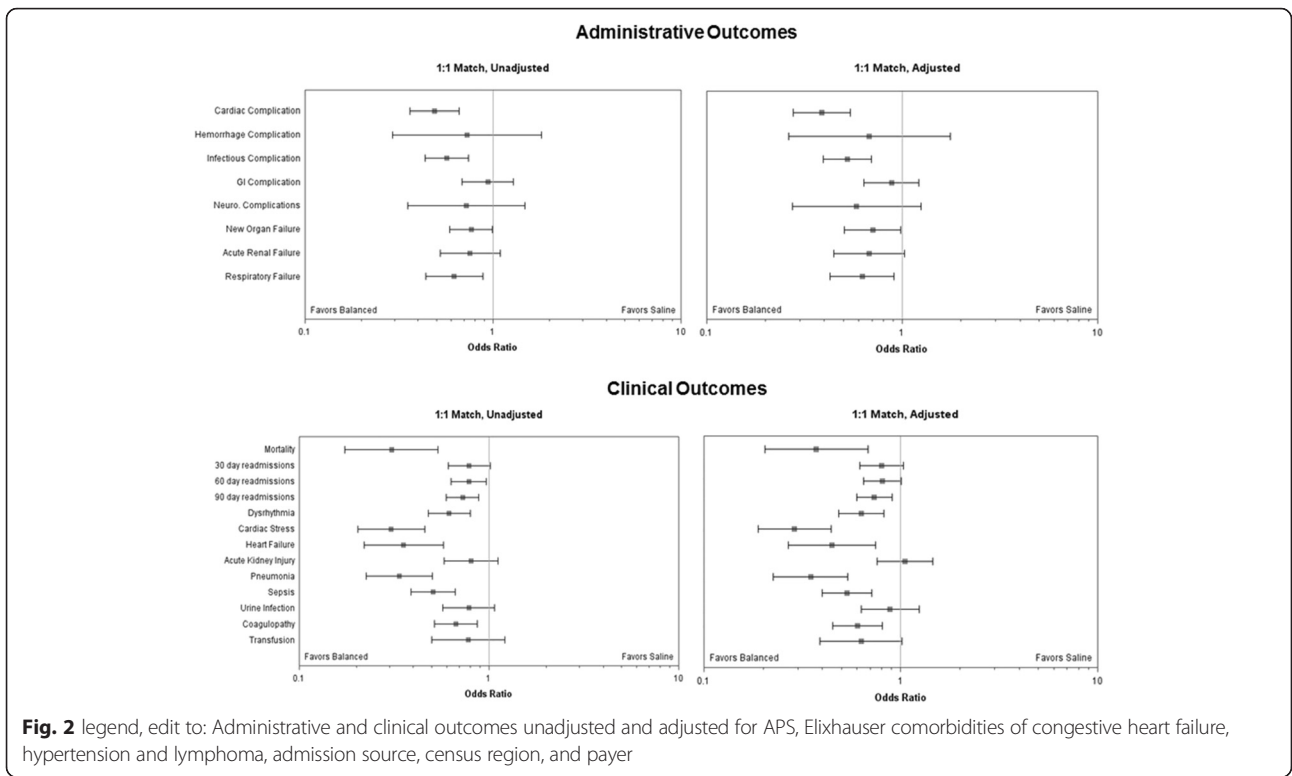 Administrative Outcomes
1:1 Match, Unadjusted
1:1 Match, Adjusted
Cardiac Complication
Hemorrhage Complication
Infectious Complication
GI Complication
Neuro. Complications
New Organ Failure
Acute Renal Failure
Respiratory Failure
Favors Balanced
Favors Saline
Favors Balanced
Favors Saline
0.1 1 10
0.1 1 10
Odds Ratio
Odds Ratio
Clinical Outcomes
1:1 Match, Unadjusted
1:1 Match, Adjusted
Mortality
30 day readmissions
60 day readmissions
90 day readmissions
Dysrhythmia
Cardiac Stress
Heart Failure
Acute Kidney Injury
Pneumonia
Sepsis
Urine Infection
Coagulopathy
Transfusion
Favors Balanced
Favors Saline
Favors Balanced
Favors Saline
0.1 1 10
0.1 1 10
Odds Ratio
Odds Ratio
Fig. 2 legend, edit to: Administrative and clinical outcomes unadjusted and adjusted for APS, Elixhauser comorbidities of congestive heart failure,
hypertension and lymphoma, admission source, census region, and payer